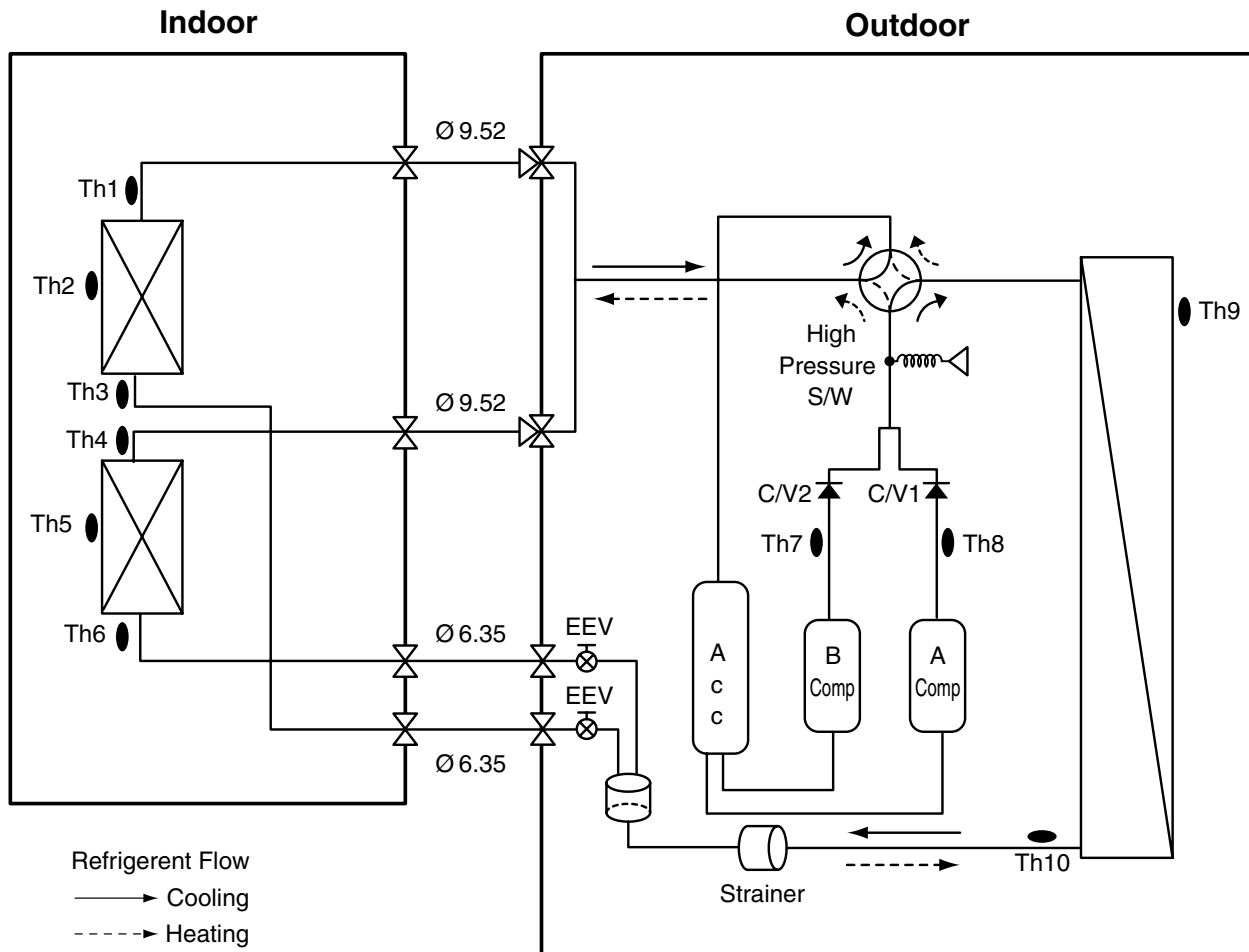 Indoor
Outdoor
Ø 9.52
Th1
Th2
Th9
High
Pressure
S/W
Th3
Ø 9.52
Th4
C/V2
C/V1
Th5
Th7
Th8
Th6
Ø 6.35
EEV
A
c
c
B
Comp
A
Comp
EEV
Ø 6.35
Refrigerent Flow
Cooling
Heating
Strainer
Th10